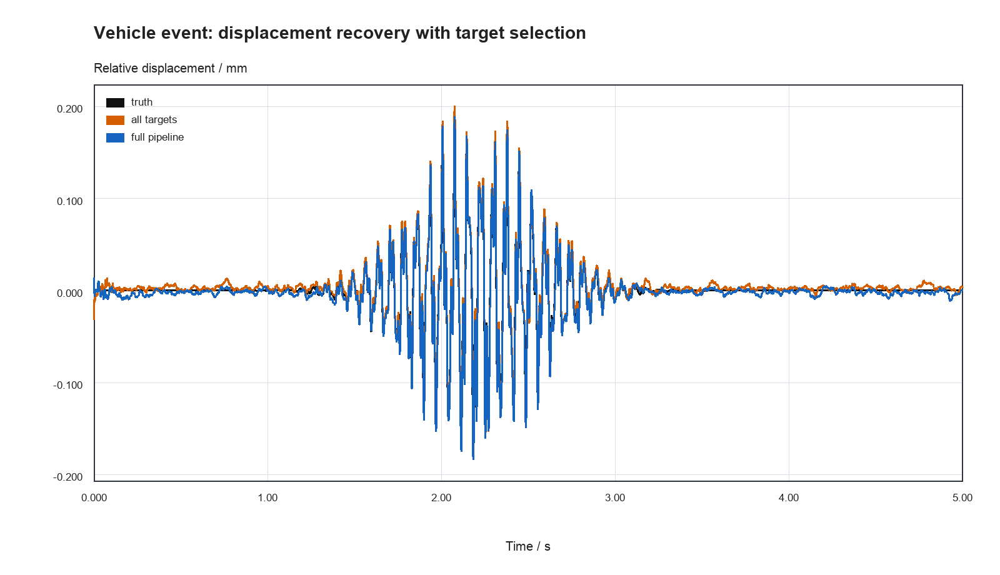 Vehicle event: displacement recovery with target selection
Relative displacement / mm
truth
all targets
full pipeline
0.200
0.100
0.000
-0.100
-0.200
0.000 1.00 2.00 3.00 4.00 5.00
Time / s